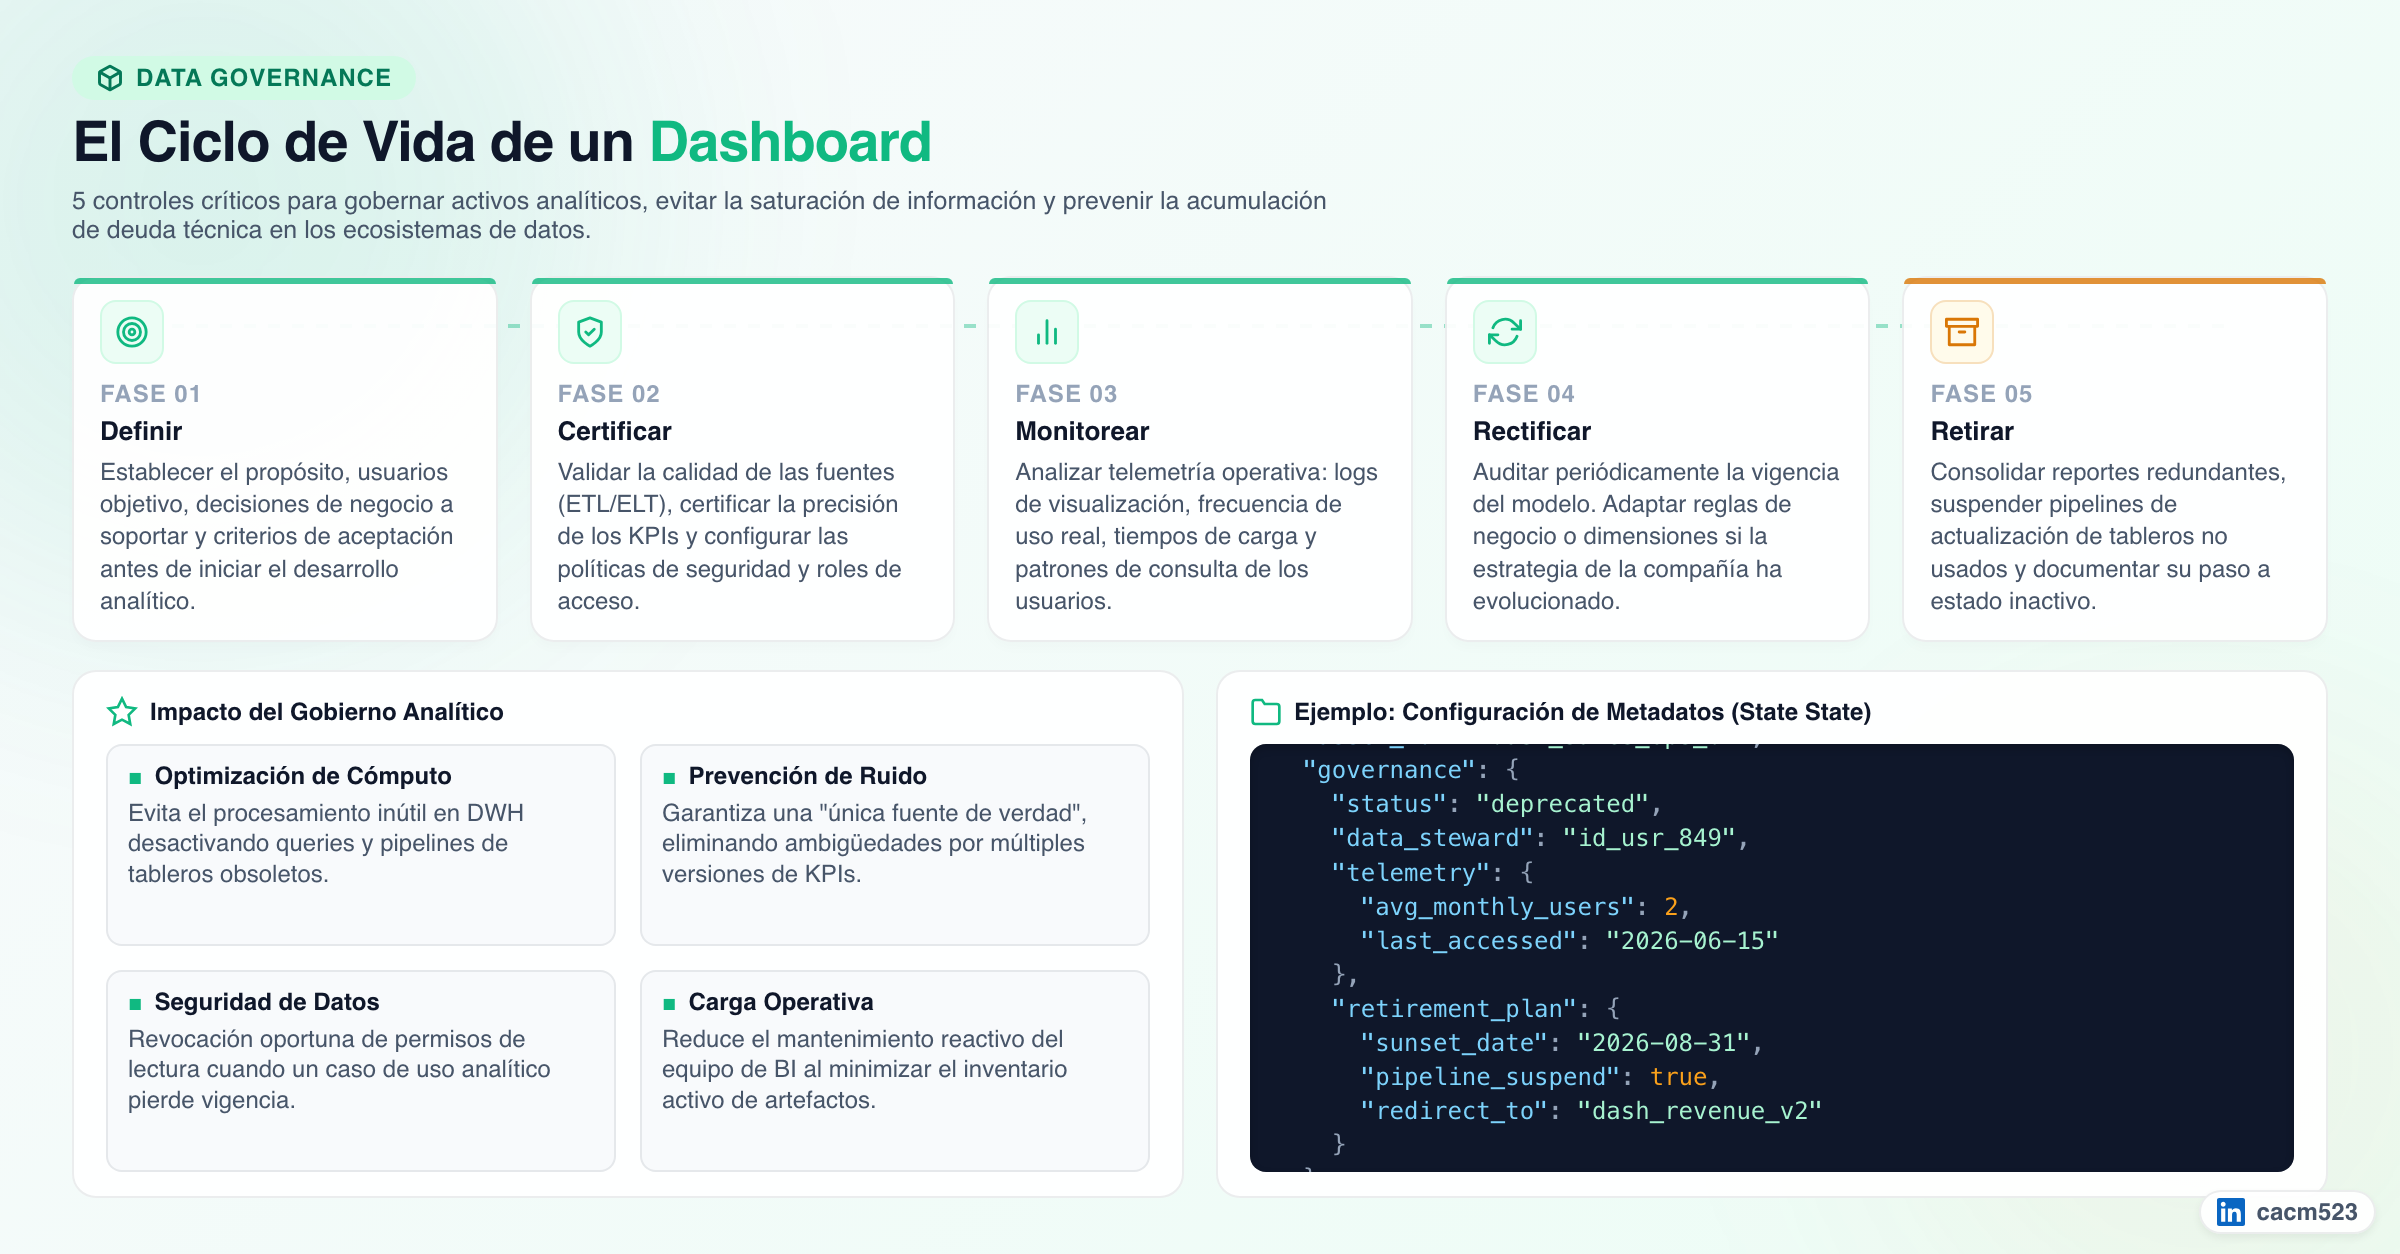 DATA GOVERNANCE
El Ciclo de Vida de un Dashboard
5 controles críticos para gobernar activos analíticos, evitar la saturación de información y prevenir la acumulación
de deuda técnica en los ecosistemas de datos.
FASE 01
Definir
Establecer el propósito, usuarios
objetivo, decisiones de negocio a
soportar y criterios de aceptación
antes de iniciar el desarrollo
analítico.
FASE 02
Certificar
Validar la calidad de las fuentes
(ETL/ELT), certificar la precisión
de los KPIs y configurar las
políticas de seguridad y roles de
acceso.
FASE 03
Monitorear
Analizar telemetría operativa: logs
de visualización, frecuencia de
uso real, tiempos de carga y
patrones de consulta de los
usuarios.
FASE 04
Rectificar
Auditar periódicamente la vigencia
del modelo. Adaptar reglas de
negocio o dimensiones si la
estrategia de la compañía ha
evolucionado.
FASE 05
Retirar
Consolidar reportes redundantes,
suspender pipelines de
actualización de tableros no
usados y documentar su paso a
estado inactivo.
Impacto del Gobierno Analítico
Optimización de Cómputo
Evita el procesamiento inútil en DWH
desactivando queries y pipelines de
tableros obsoletos.
Prevención de Ruido
Garantiza una "única fuente de verdad",
eliminando ambigüedades por múltiples
versiones de KPIs.
Seguridad de Datos
Revocación oportuna de permisos de
lectura cuando un caso de uso analítico
pierde vigencia.
Carga Operativa
Reduce el mantenimiento reactivo del
equipo de BI al minimizar el inventario
activo de artefactos.
Ejemplo: Configuración de Metadatos (State State)
"governance": {
"status": "deprecated",
"data_steward": "id_usr_849",
"telemetry": {
"avg_monthly_users": 2,
"last_accessed": "2026-06-15"
},
"retirement_plan": {
"sunset_date": "2026-08-31",
"pipeline_suspend": true,
"redirect_to": "dash_revenue_v2"
}
cacm523